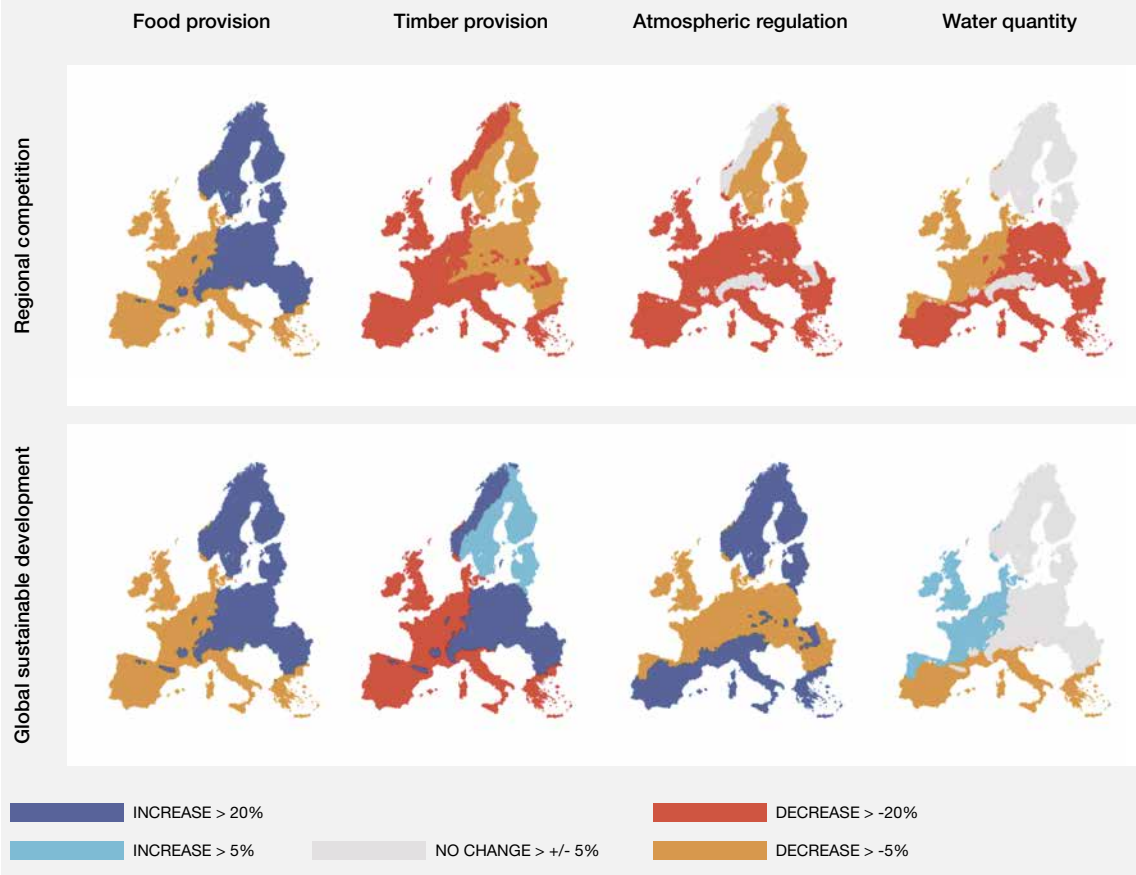 Food provision
Timber provision
Atmospheric regulation
Water quantity
Regional competition
Global sustainable development
INCREASE > 20%
DECREASE > -20%
INCREASE > 5%
NO CHANGE > +/- 5%
DECREASE > -5%